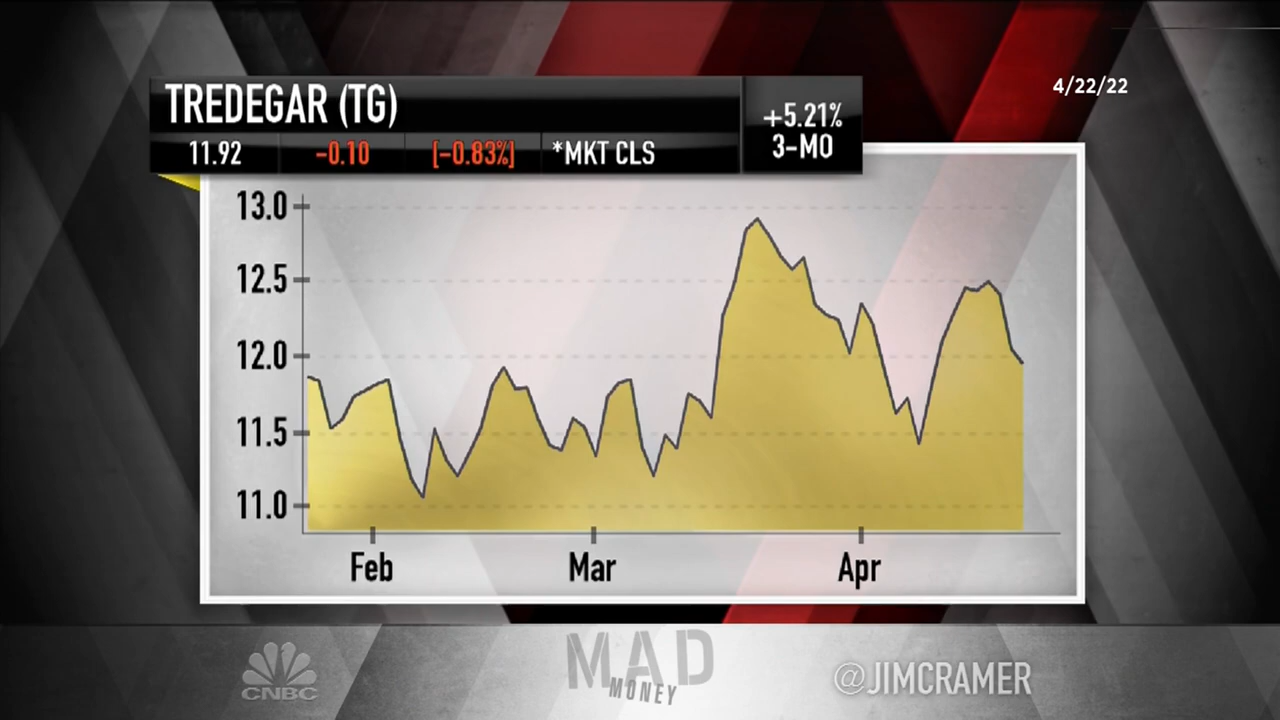 TREDEGAR (TG)
11.92 -0.10 [-0.83%] *MKT CLS
+5.21%
3-MO
4/22/22
13.0
12.5
12.0
11.5
11.0
Feb Mar Apr
CNBC
MAD
MONEY
@JIMCRAMER